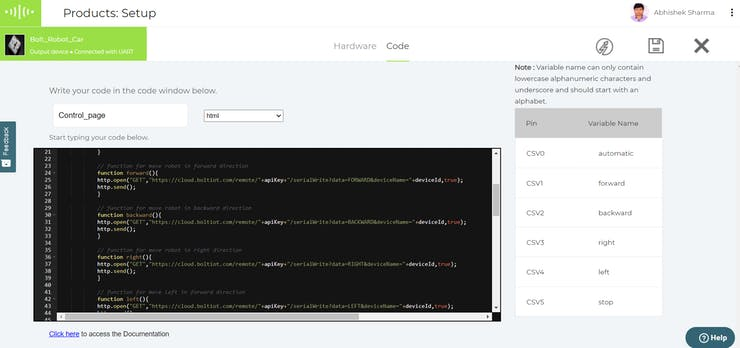 Products: Setup
Abhishek Sharma
Bolt_Robot_Car
Output device • Connected with UART
Hardware
Code
Write your code in the code window below.
Control_page
html
Start typing your code below.
21 }
22
23 // Function for move robot in forward direction
24 function forward(){
25 http.open("GET","https://cloud.boltiot.com/remote/"+apiKey+"/serialWrite?data=FORWARD&deviceName="+deviceId,true);
26 http.send();
27 }
28
29 // Function for move robot in backward direction
30 function backward(){
31 http.open("GET","https://cloud.boltiot.com/remote/"+apiKey+"/serialWrite?data=BACKWARD&deviceName="+deviceId,true);
32 http.send();
33 }
34
35 // Function for move robot in right direction
36 function right(){
37 http.open("GET","https://cloud.boltiot.com/remote/"+apiKey+"/serialWrite?data=RIGHT&deviceName="+deviceId,true);
38 http.send();
39 }
40
41 // Function for move Left in forward direction
42 function left(){
43 http.open("GET","https://cloud.boltiot.com/remote/"+apiKey+"/serialWrite?data=LEFT&deviceName="+deviceId,true);
Click here to access the Documentation
Note : Variable name can only contain
lowercase alphanumeric characters and
underscore and should start with an
alphabet.
Pin Variable Name
CSV0 automatic
CSV1 forward
CSV2 backward
CSV3 right
CSV4 left
CSV5 stop
Feedback
Help